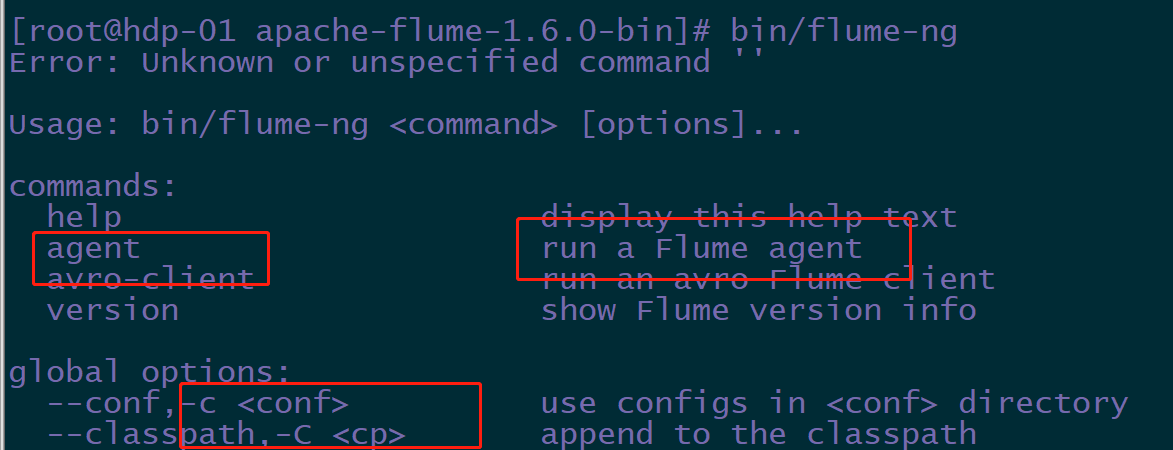 [root@hdp-01 apache-flume-1.6.0-bin]# bin/flume-ng
Error: Unknown or unspecified command ''
Usage: bin/flume-ng <command> [options]...
commands:
help display this help text
agent run a Flume agent
avro-client run an avro Flume client
version show Flume version info
global options:
--conf,-c <conf> use configs in <conf> directory
--classpath,-C <cp> append to the classpath